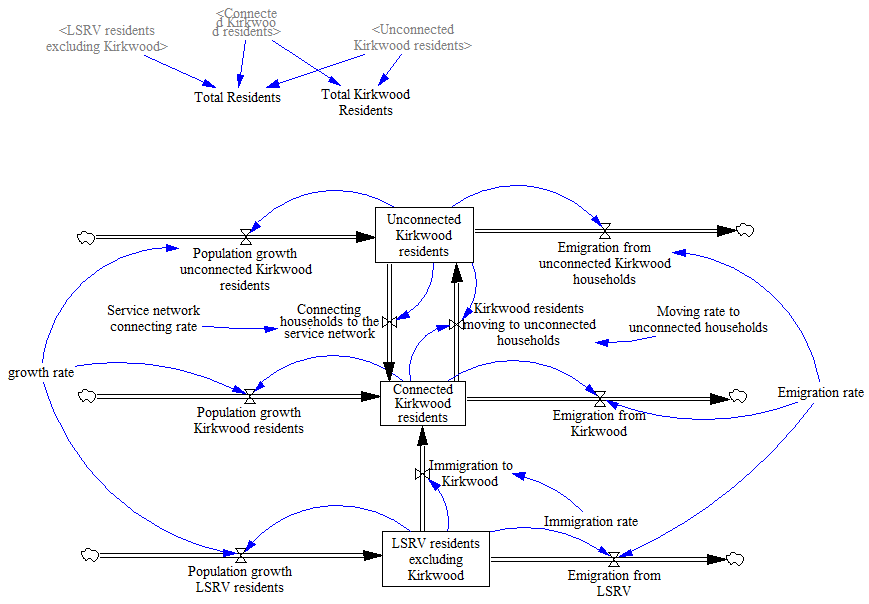 <LSRV residents
excluding Kirkwood>
<Connecte
d Kirkwoo
d residents>
<Unconnected
Kirkwood residents>
Total Residents
Total Kirkwood
Residents
Unconnected
Kirkwood
residents
Population growth
unconnected Kirkwood
residents
Emigration from
unconnected Kirkwood
households
Service network
connecting rate
Connecting
households to the
service network
Kirkwood residents
moving to unconnected
households
Moving rate to
unconnected households
growth rate
Population growth
Kirkwood residents
Connected
Kirkwood
residents
Emigration from
Kirkwood
Emigration rate
Immigration to
Kirkwood
Immigration rate
Population growth
LSRV residents
LSRV residents
excluding
Kirkwood
Emigration from
LSRV